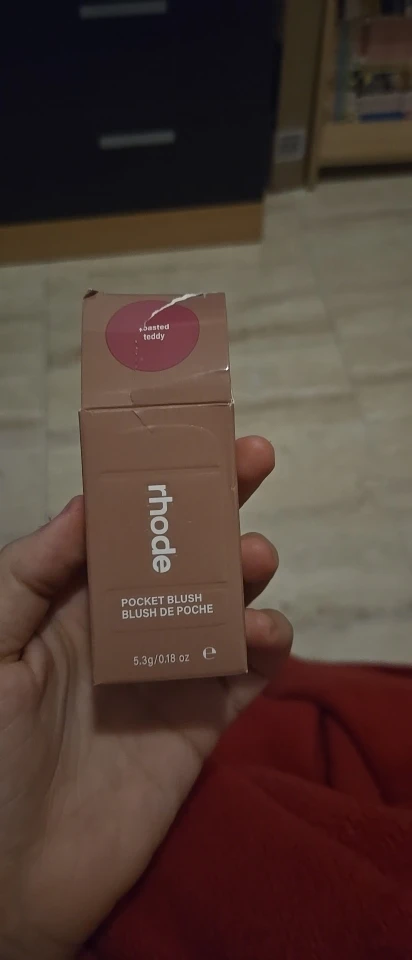 toasted
teddy
rhode
POCKET BLUSH
BLUSH DE POCHE
5.3g/0.18 oz ℮